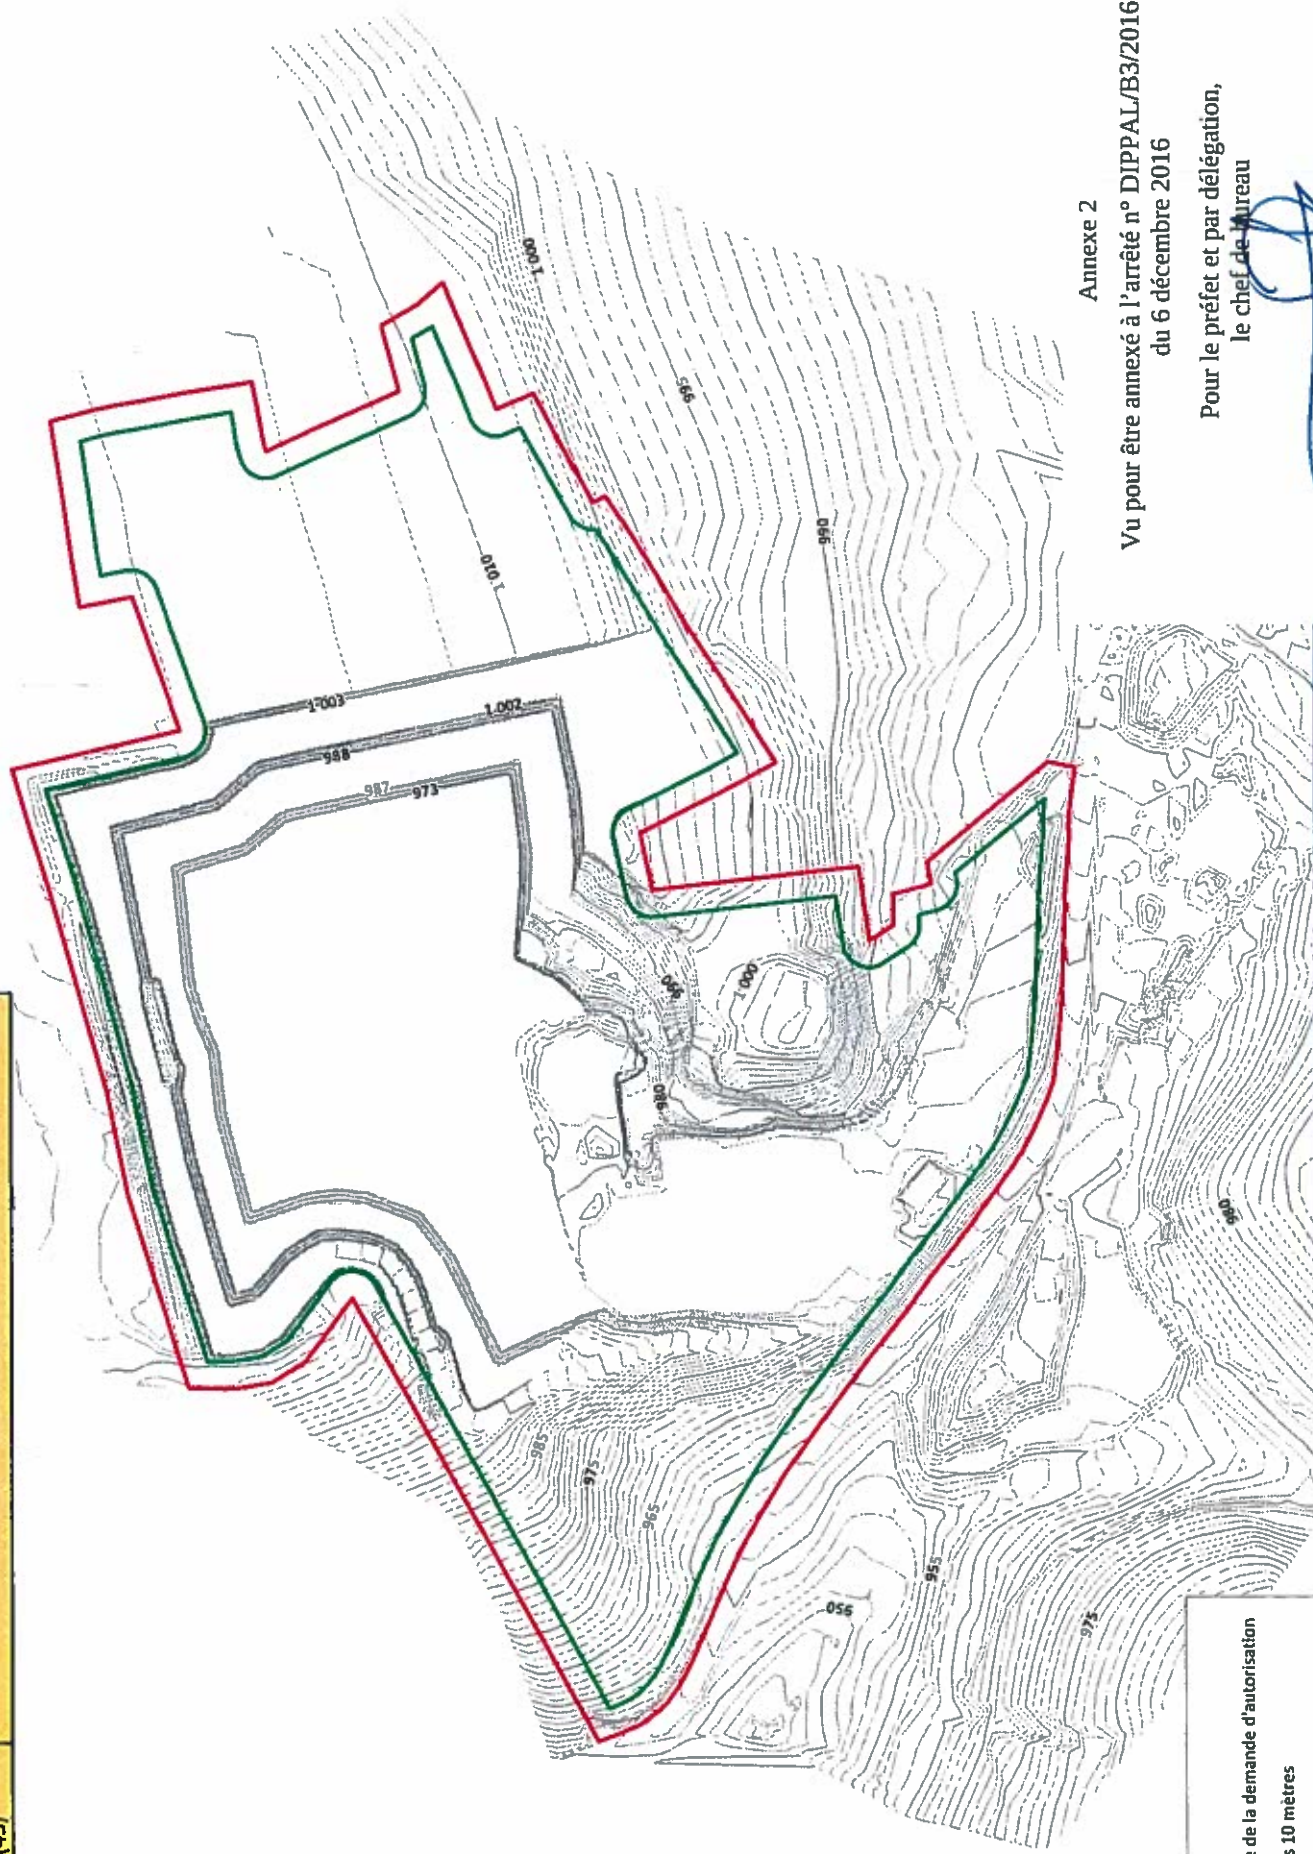 (43)
Annexe 2
Vu pour être annexé à l'arrêté n° DIPPAL/B3/2016
du 6 décembre 2016
Pour le préfet et par délégation,
le chef de bureau
1 000
995
990
1 010
1 003
1 002
988
987
973
990
1 000
980
985
975
965
955
950
975
960
de la demande d'autorisation
10 mètres